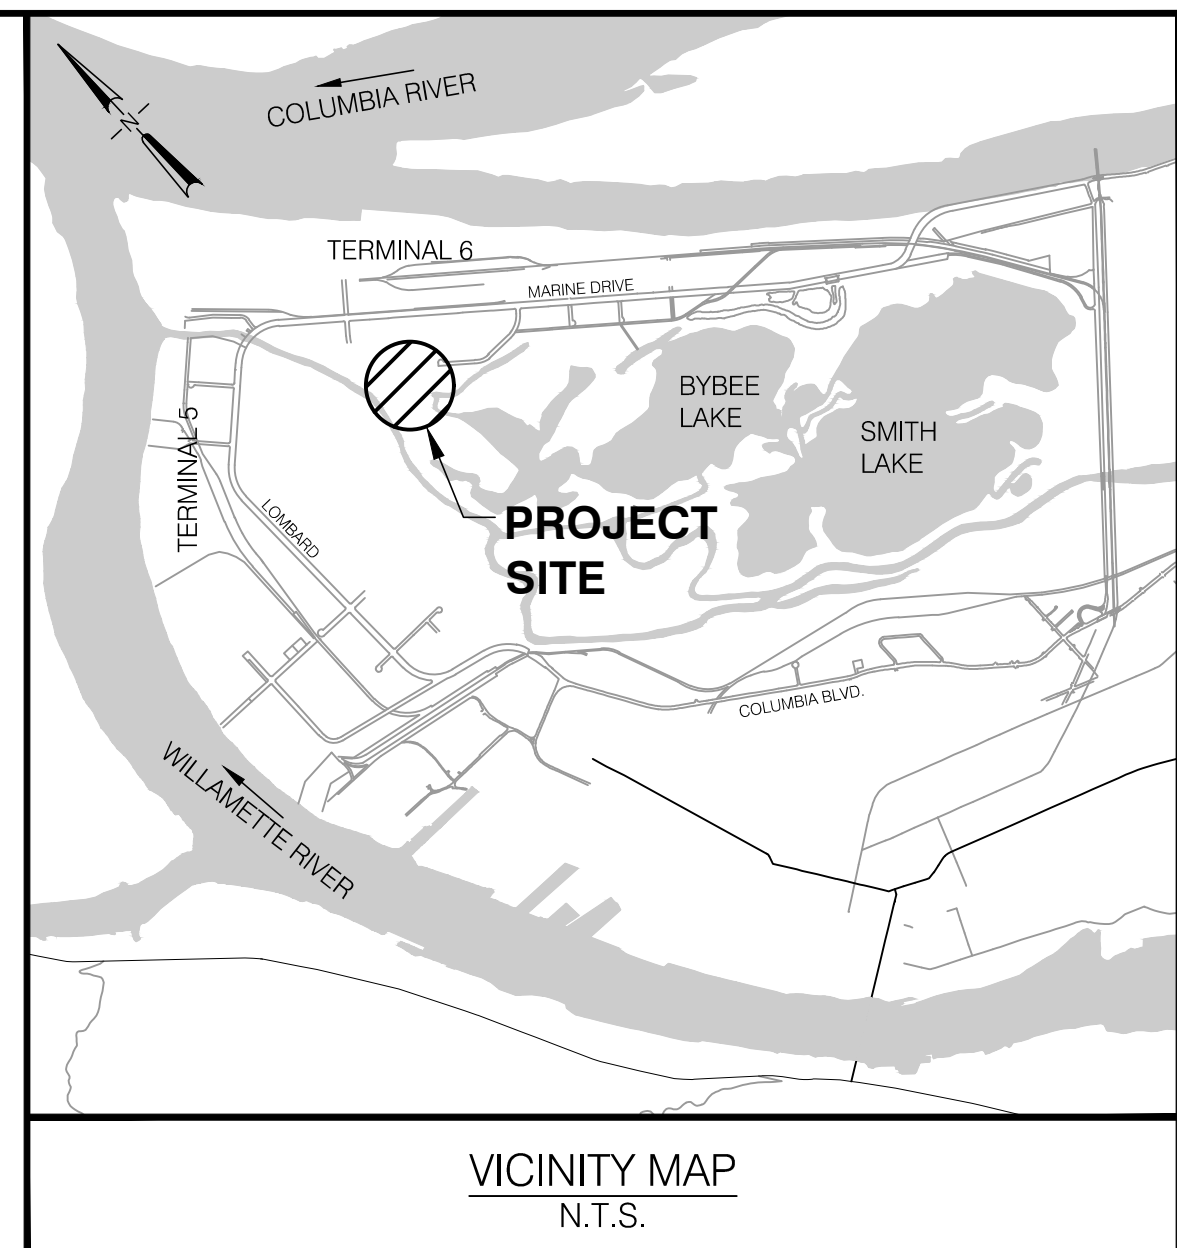 COLUMBIA RIVER
N
TERMINAL 6
MARINE DRIVE
BYBEE
LAKE
SMITH
LAKE
TERMINAL 5
LOMBARD
PROJECT
SITE
COLUMBIA BLVD.
WILLAMETTE RIVER
VICINITY MAP
N.T.S.